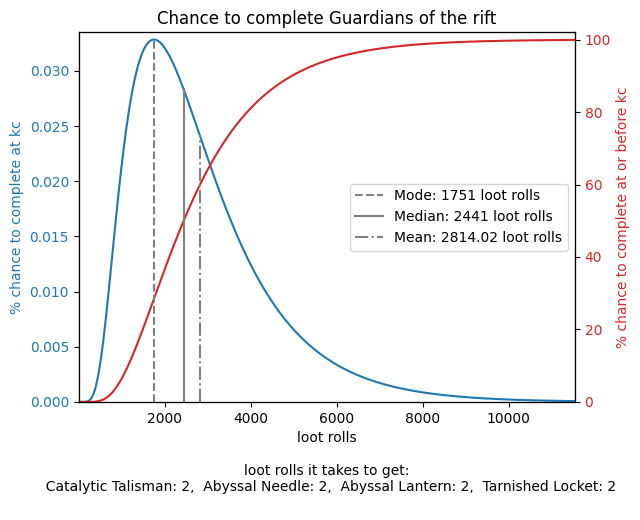 Chance to complete Guardians of the rift
% chance to complete at kc
0.030
0.025
0.020
0.015
0.010
0.005
0.000
100
80
60
40
20
0
% chance to complete at or before kc
Mode: 1751 loot rolls
Median: 2441 loot rolls
Mean: 2814.02 loot rolls
2000 4000 6000 8000 10000
loot rolls
loot rolls it takes to get:
Catalytic Talisman: 2,  Abyssal Needle: 2,  Abyssal Lantern: 2,  Tarnished Locket: 2